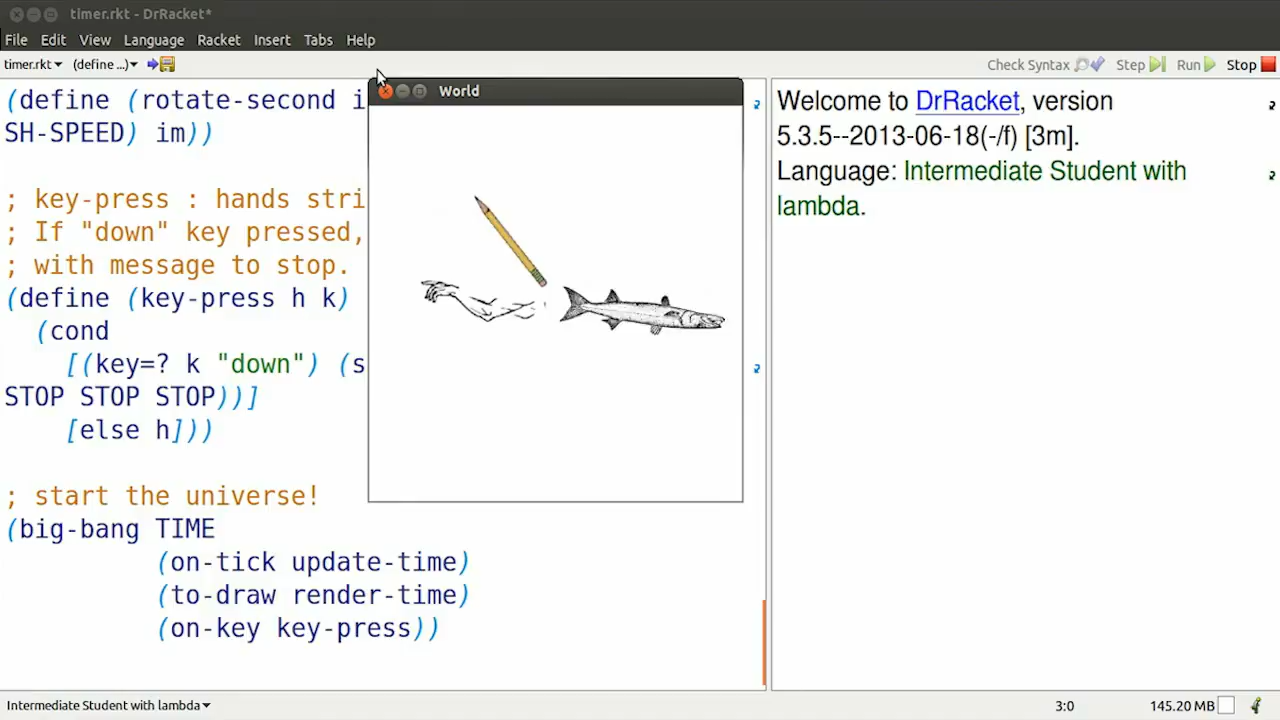 timer.rkt - DrRacket*
File Edit View Language Racket Insert Tabs Help
timer.rkt (define ...) Check Syntax Step Run Stop
World
(define (rotate-second i
SH-SPEED) im))
; key-press : hands stri
; If "down" key pressed,
; with message to stop.
(define (key-press h k)
(cond
[(key=? k "down") (s
STOP STOP STOP))]
[else h]))
; start the universe!
(big-bang TIME
(on-tick update-time)
(to-draw render-time)
(on-key key-press))
Welcome to DrRacket, version
5.3.5--2013-06-18(-/f) [3m].
Language: Intermediate Student with
lambda.
Intermediate Student with lambda 3:0 145.20 MB